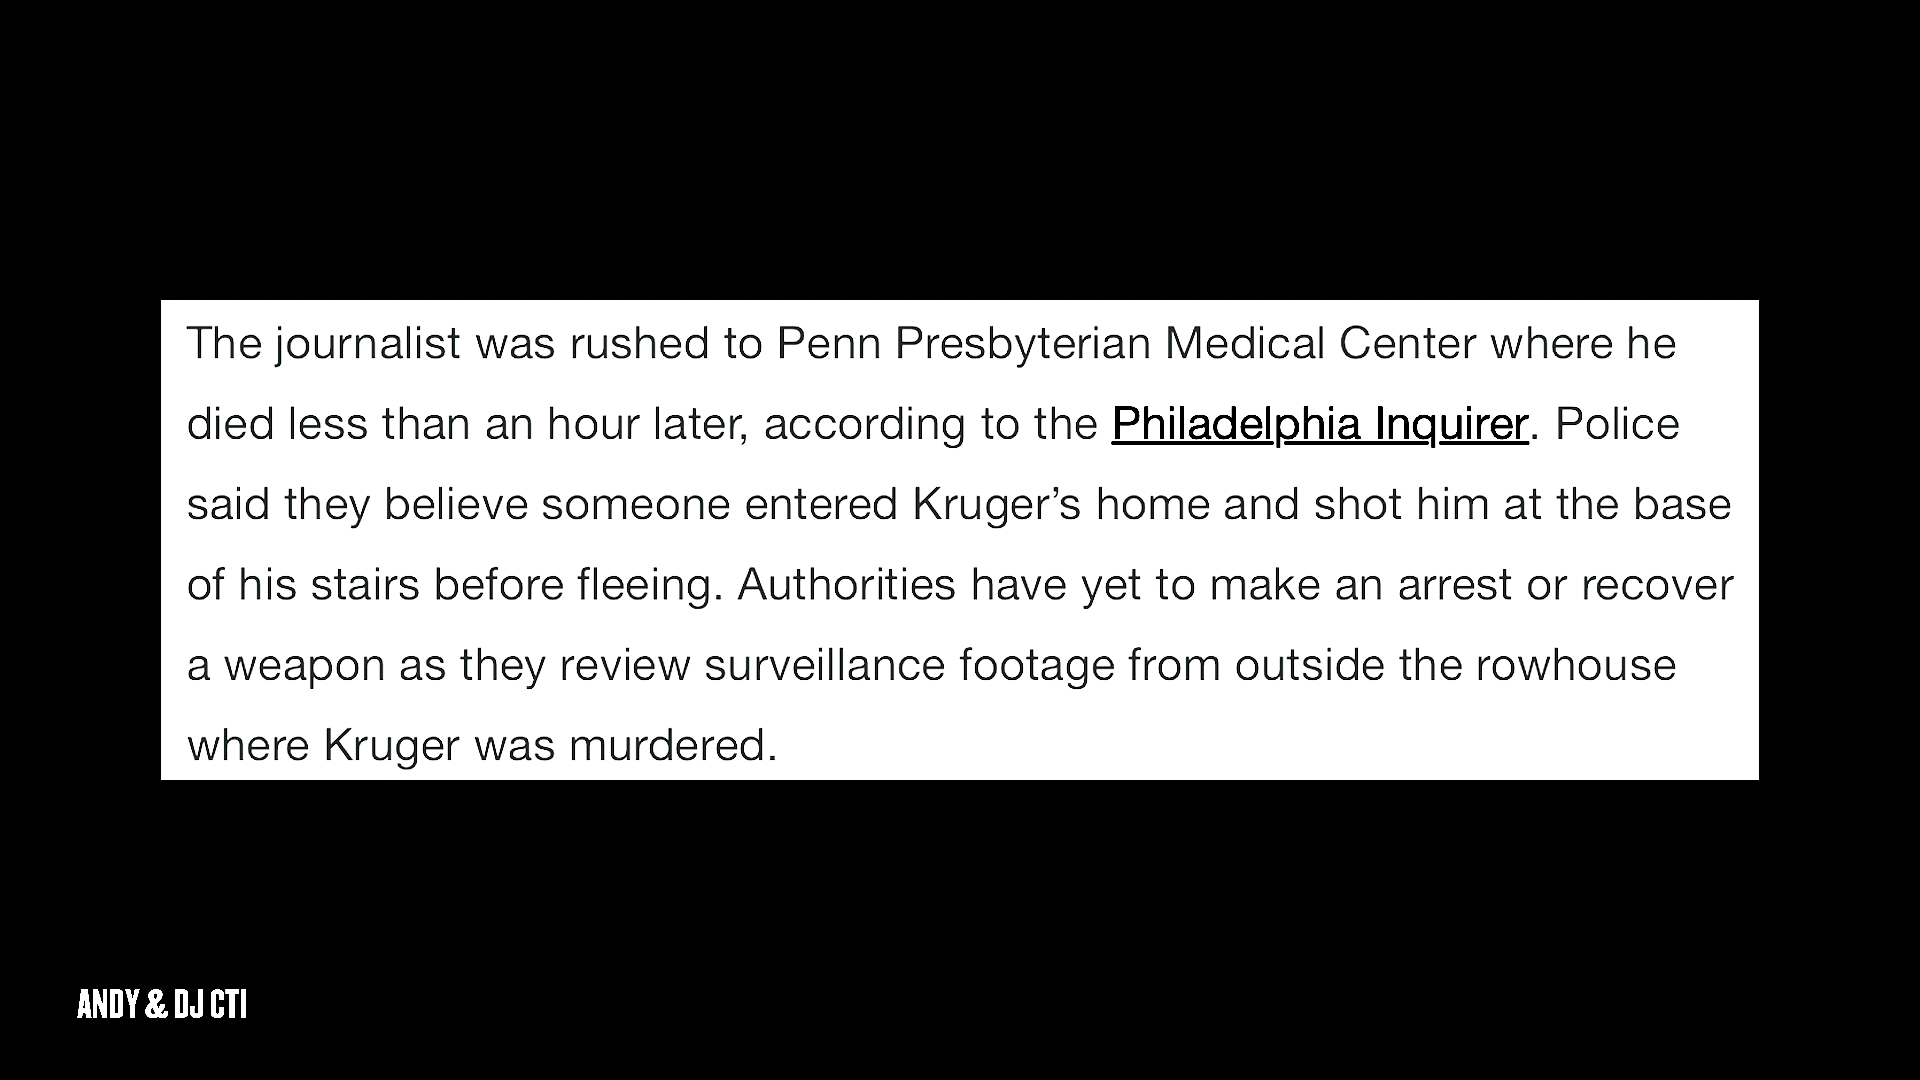 The journalist was rushed to Penn Presbyterian Medical Center where he
died less than an hour later, according to the Philadelphia Inquirer. Police
said they believe someone entered Kruger’s home and shot him at the base
of his stairs before fleeing. Authorities have yet to make an arrest or recover
a weapon as they review surveillance footage from outside the rowhouse
where Kruger was murdered.
ANDY & DJ CTI